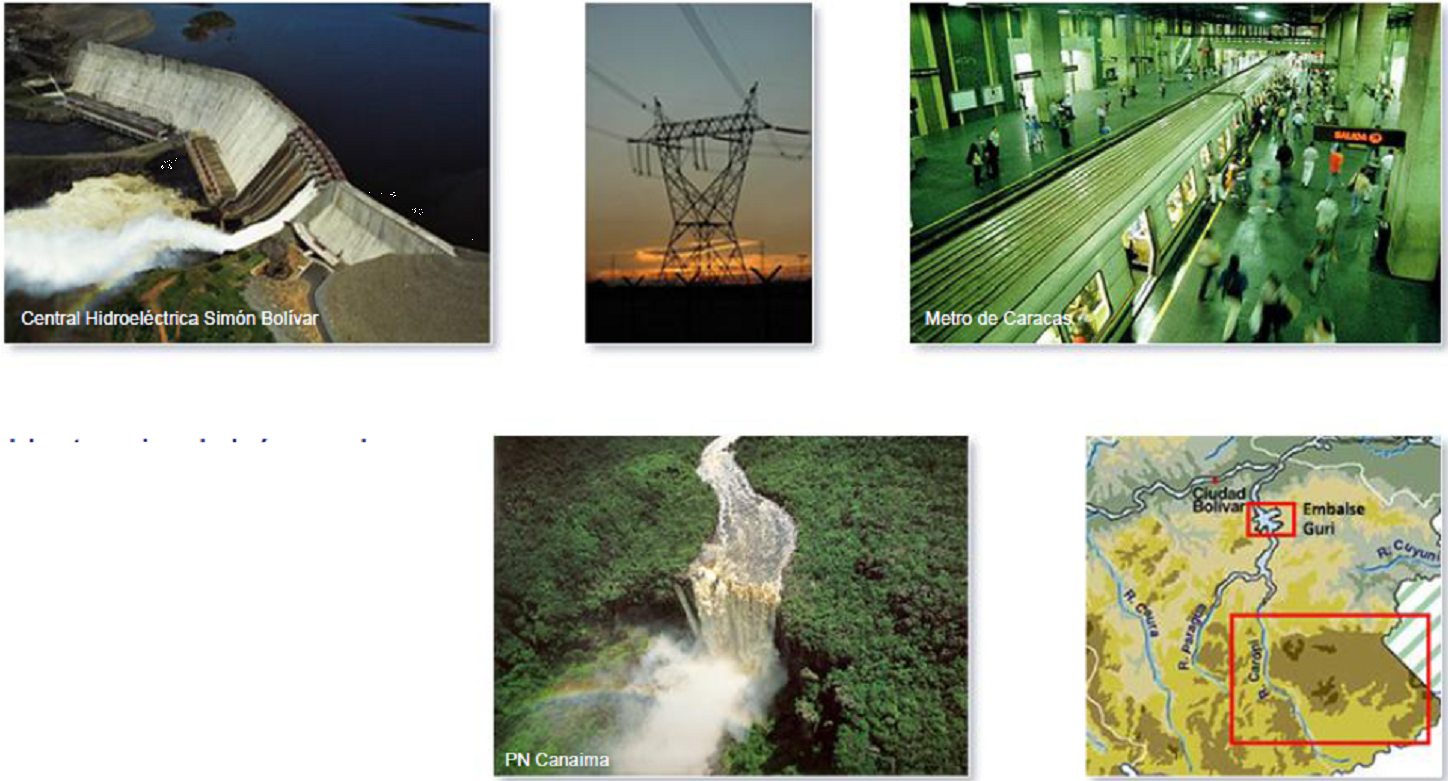 Central Hidroeléctrica Simón Bolívar
SALIDA
Metro de Caracas
PN Canaima
Ciudad
Bolívar
Embalse
Guri
R. Cuyuni
R. Caura
R. Paragua
R. Caroní